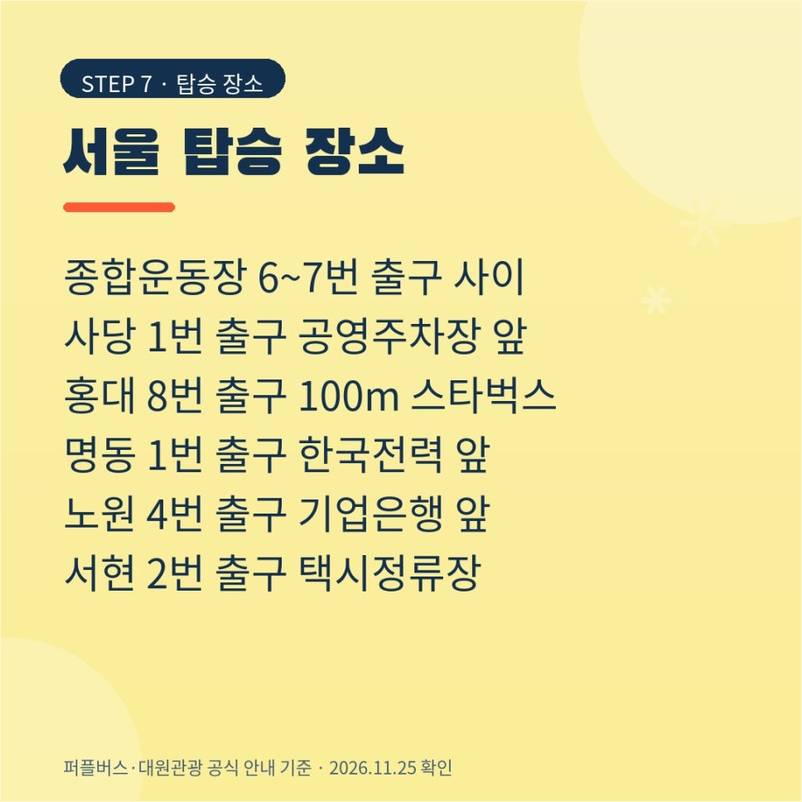 STEP 7 · 탑승 장소
서울 탑승 장소
종합운동장 6~7번 출구 사이
사당 1번 출구 공영주차장 앞
홍대 8번 출구 100m 스타벅스
명동 1번 출구 한국전력 앞
노원 4번 출구 기업은행 앞
서현 2번 출구 택시정류장
퍼플버스·대원관광 공식 안내 기준 · 2026.11.25 확인